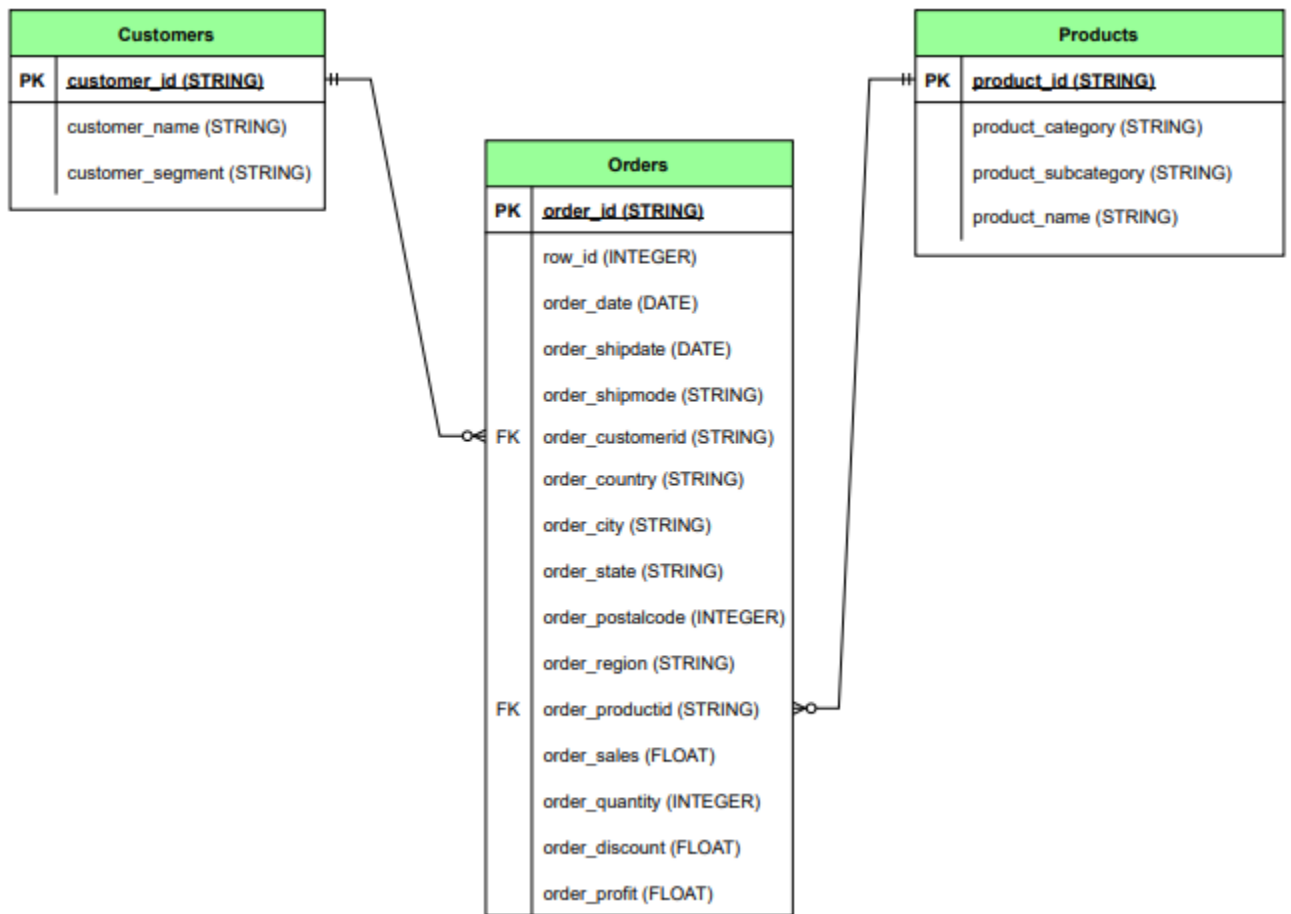 Customers
PK customer_id (STRING)
customer_name (STRING)
customer_segment (STRING)
Products
PK product_id (STRING)
product_category (STRING)
product_subcategory (STRING)
product_name (STRING)
Orders
PK order_id (STRING)
row_id (INTEGER)
order_date (DATE)
order_shipdate (DATE)
order_shipmode (STRING)
FK order_customerid (STRING)
order_country (STRING)
order_city (STRING)
order_state (STRING)
order_postalcode (INTEGER)
order_region (STRING)
FK order_productid (STRING)
order_sales (FLOAT)
order_quantity (INTEGER)
order_discount (FLOAT)
order_profit (FLOAT)